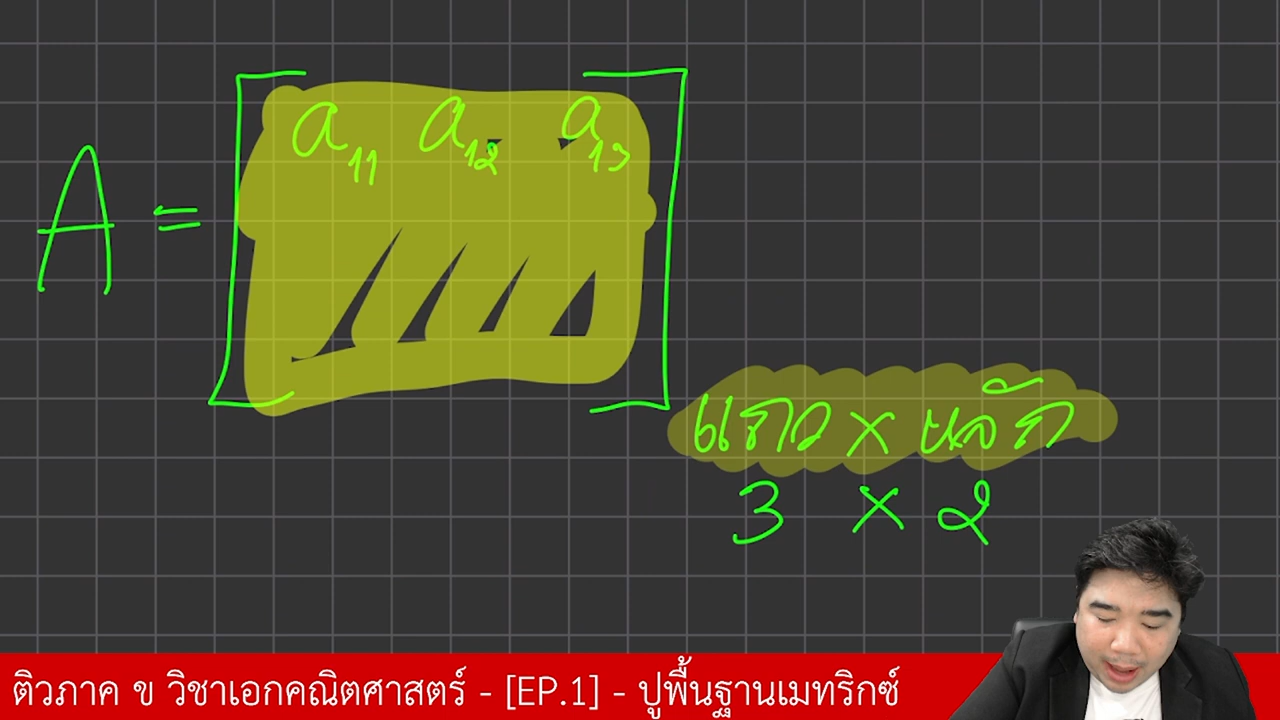 A = [ a₁₁ a₁₂ a₁₃ ]
แถว × หลัก
3 × 2
ติวภาค ข วิชาเอกคณิตศาสตร์ - [EP.1] - ปูพื้นฐานเมทริกซ์